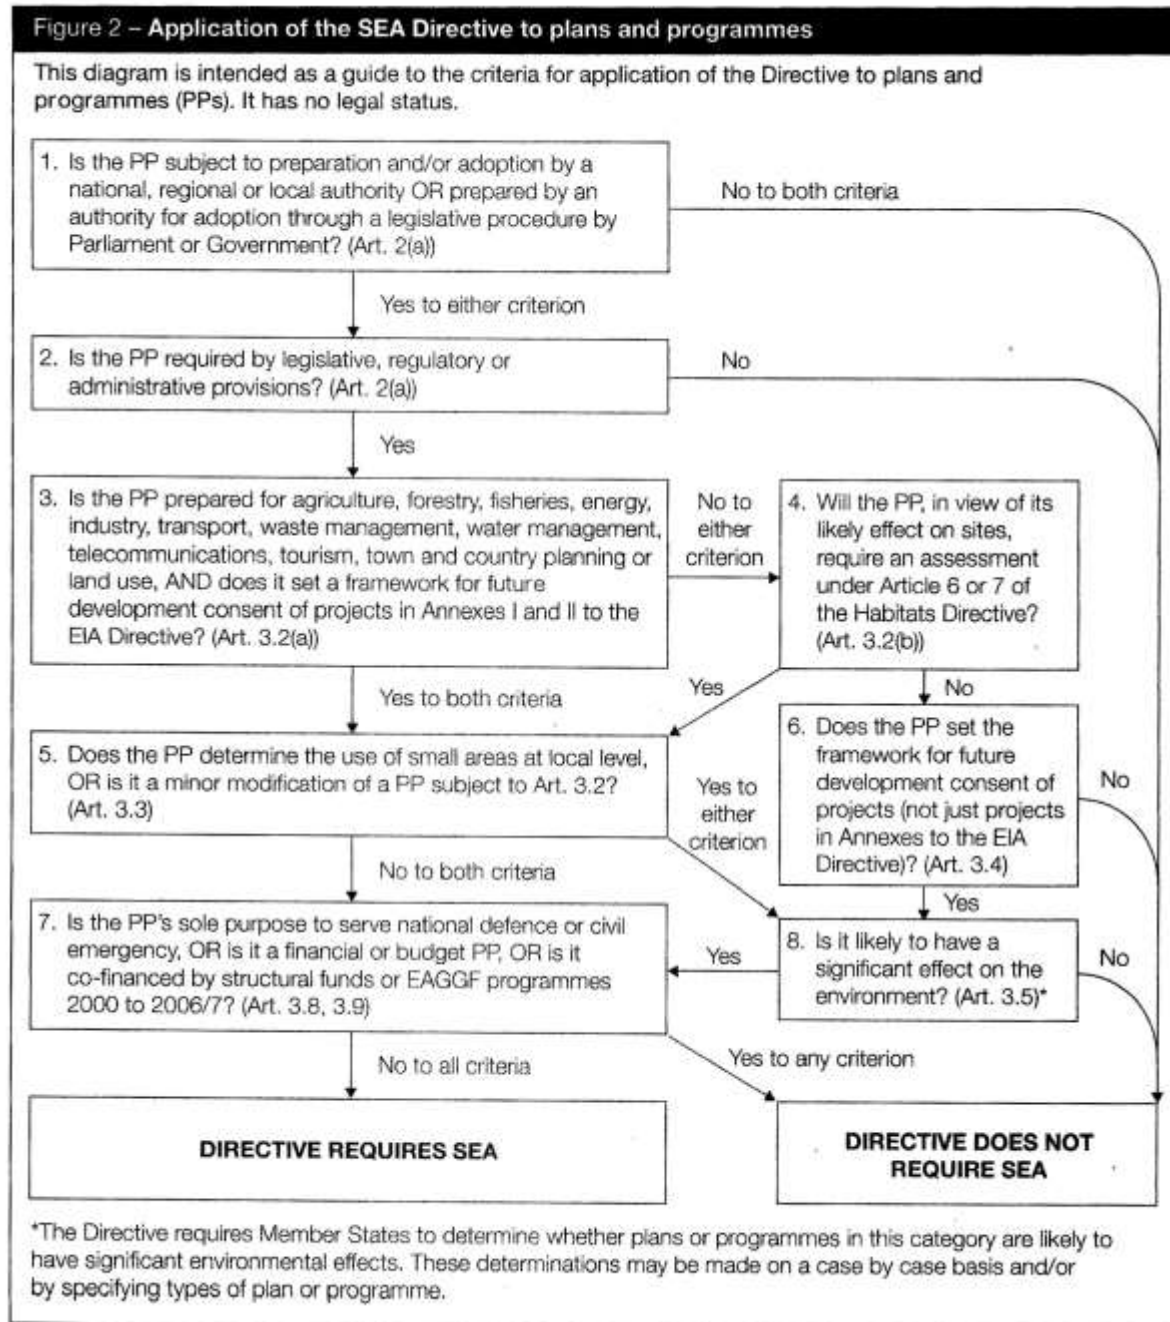 Figure 2 – Application of the SEA Directive to plans and programmes
This diagram is intended as a guide to the criteria for application of the Directive to plans and
programmes (PPs). It has no legal status.
1. Is the PP subject to preparation and/or adoption by a
national, regional or local authority OR prepared by an
authority for adoption through a legislative procedure by
Parliament or Government? (Art. 2(a))
No to both criteria
Yes to either criterion
2. Is the PP required by legislative, regulatory or
administrative provisions? (Art. 2(a))
No
Yes
3. Is the PP prepared for agriculture, forestry, fisheries, energy,
industry, transport, waste management, water management,
telecommunications, tourism, town and country planning or
land use, AND does it set a framework for future
development consent of projects in Annexes I and II to the
EIA Directive? (Art. 3.2(a))
No to
either
criterion
4. Will the PP, in view of its
likely effect on sites,
require an assessment
under Article 6 or 7 of
the Habitats Directive?
(Art. 3.2(b))
Yes to both criteria
Yes
No
5. Does the PP determine the use of small areas at local level,
OR is it a minor modification of a PP subject to Art. 3.2?
(Art. 3.3)
Yes to
either
criterion
6. Does the PP set the
framework for future
development consent of
projects (not just projects
in Annexes to the EIA
Directive)? (Art. 3.4)
No
No to both criteria
Yes
7. Is the PP's sole purpose to serve national defence or civil
emergency, OR is it a financial or budget PP, OR is it
co-financed by structural funds or EAGGF programmes
2000 to 2006/7? (Art. 3.8, 3.9)
Yes
8. Is it likely to have a
significant effect on the
environment? (Art. 3.5)*
No
No to all criteria
Yes to any criterion
DIRECTIVE REQUIRES SEA
DIRECTIVE DOES NOT
REQUIRE SEA
*The Directive requires Member States to determine whether plans or programmes in this category are likely to
have significant environmental effects. These determinations may be made on a case by case basis and/or
by specifying types of plan or programme.